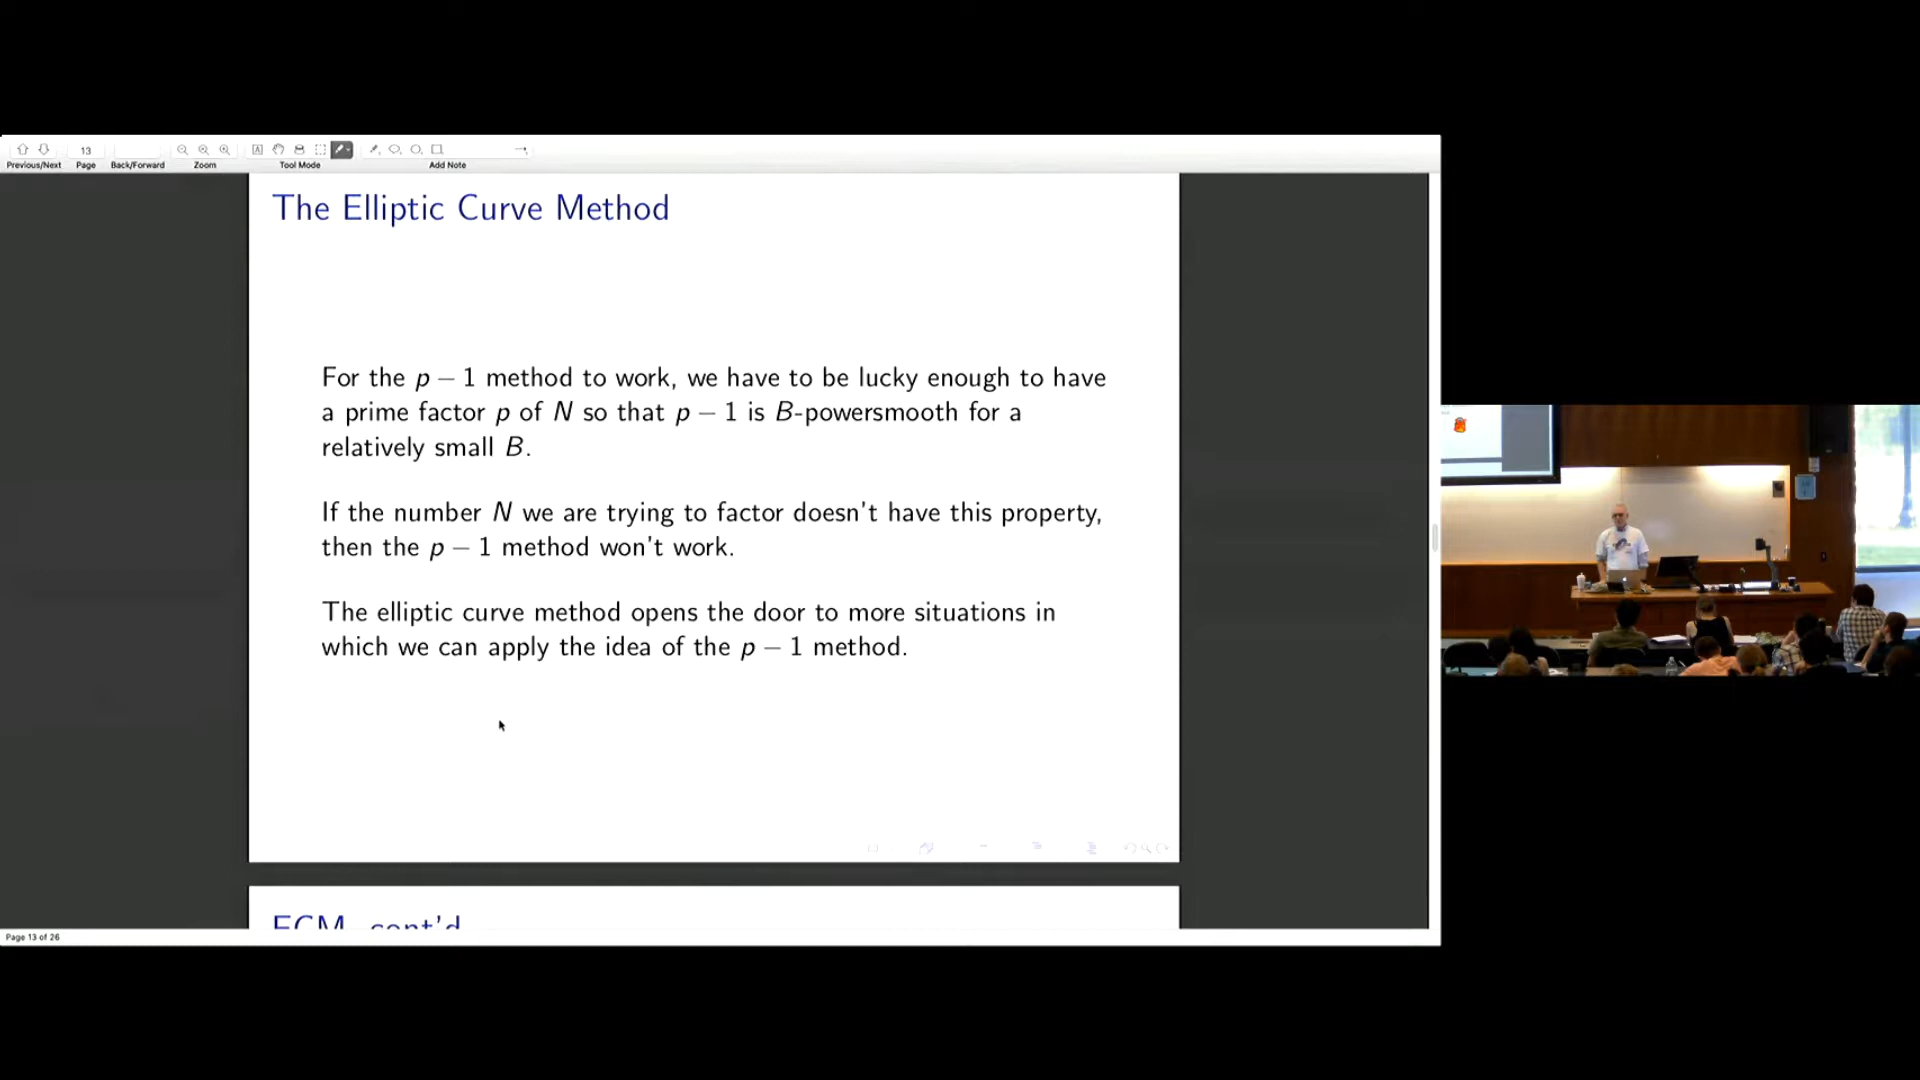 13
Previous/Next
Page
Back/Forward
Zoom
Tool Mode
Add Note
The Elliptic Curve Method
For the p − 1 method to work, we have to be lucky enough to have
a prime factor p of N so that p − 1 is B-powersmooth for a
relatively small B.
If the number N we are trying to factor doesn't have this property,
then the p − 1 method won't work.
The elliptic curve method opens the door to more situations in
which we can apply the idea of the p − 1 method.
ECM, cont'd
Page 13 of 26